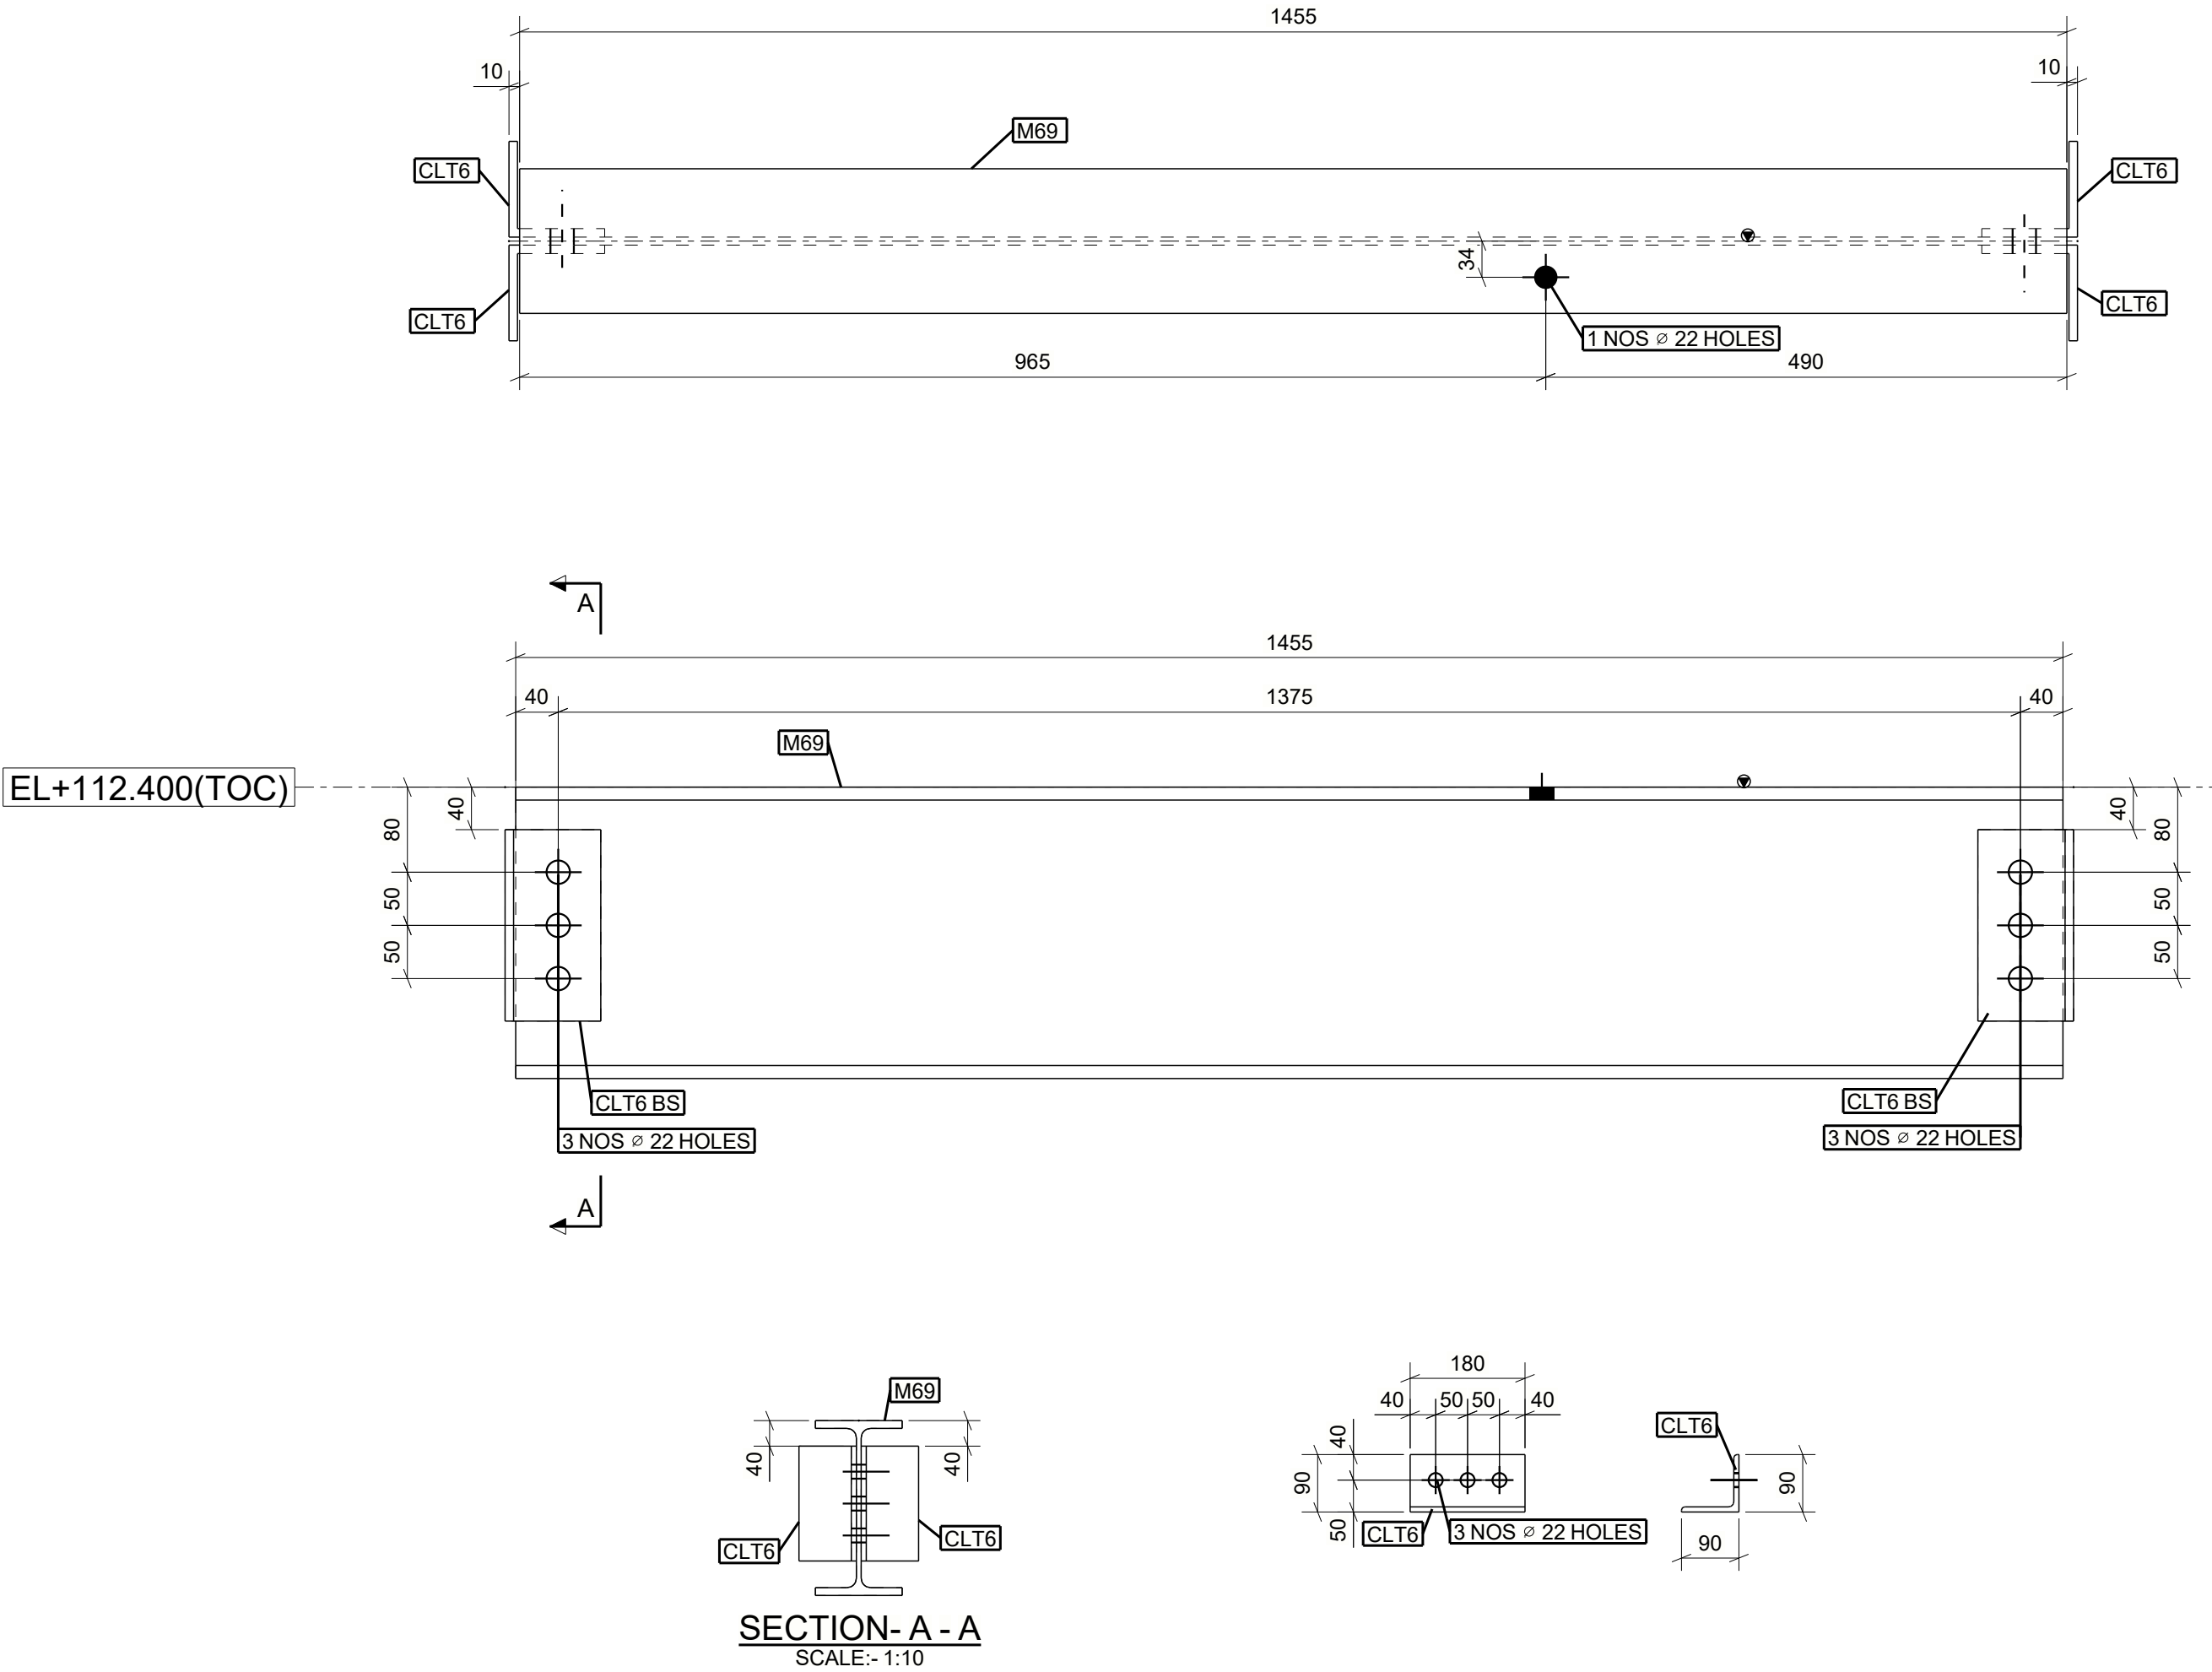 1455
10
10
M69
CLT6
CLT6
34
CLT6
CLT6
1 NOS ⌀ 22 HOLES
965
490
A
1455
40
1375
40
M69
EL+112.400(TOC)
40
80
50
50
40
80
50
50
CLT6 BS
3 NOS ⌀ 22 HOLES
CLT6 BS
3 NOS ⌀ 22 HOLES
A
M69
40
40
CLT6
CLT6
SECTION- A - A
SCALE:- 1:10
180
40
50
50
40
40
90
50
CLT6
3 NOS ⌀ 22 HOLES
CLT6
90
90